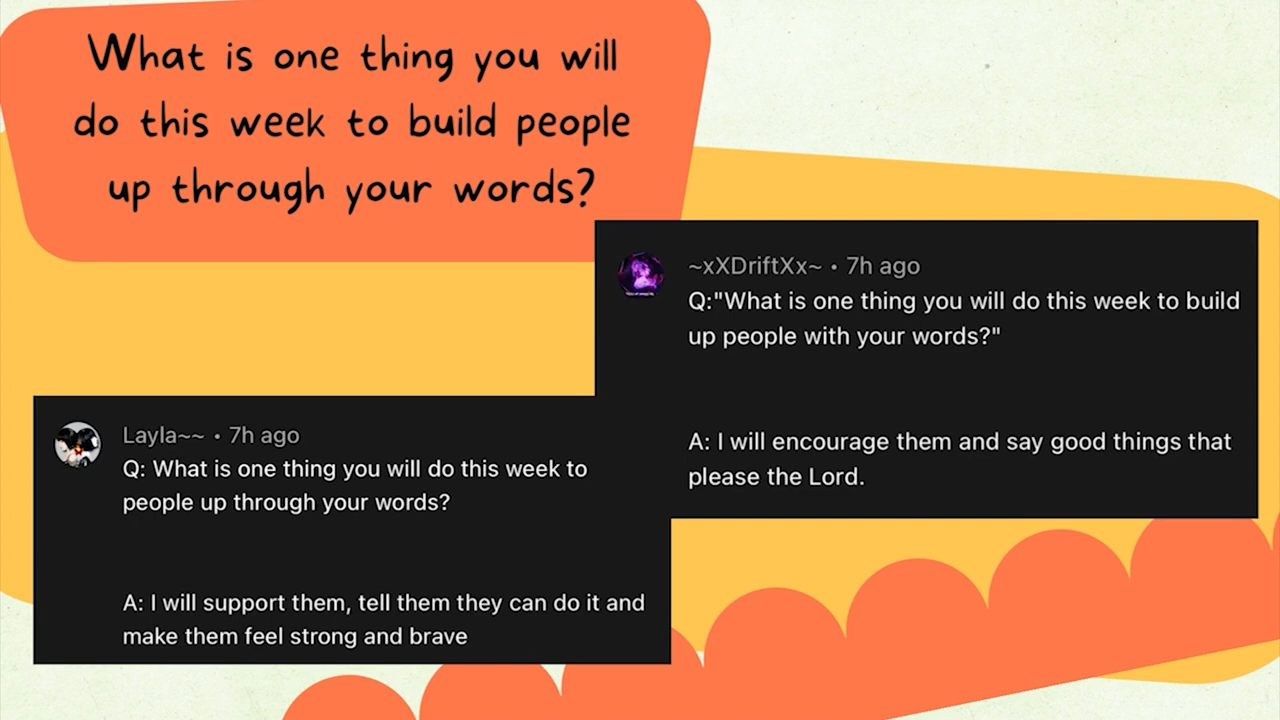 What is one thing you will
do this week to build people
up through your words?
~xXDriftXx~ • 7h ago
Q:"What is one thing you will do this week to build
up people with your words?"
A: I will encourage them and say good things that
please the Lord.
Layla~~ • 7h ago
Q: What is one thing you will do this week to
people up through your words?
A: I will support them, tell them they can do it and
make them feel strong and brave